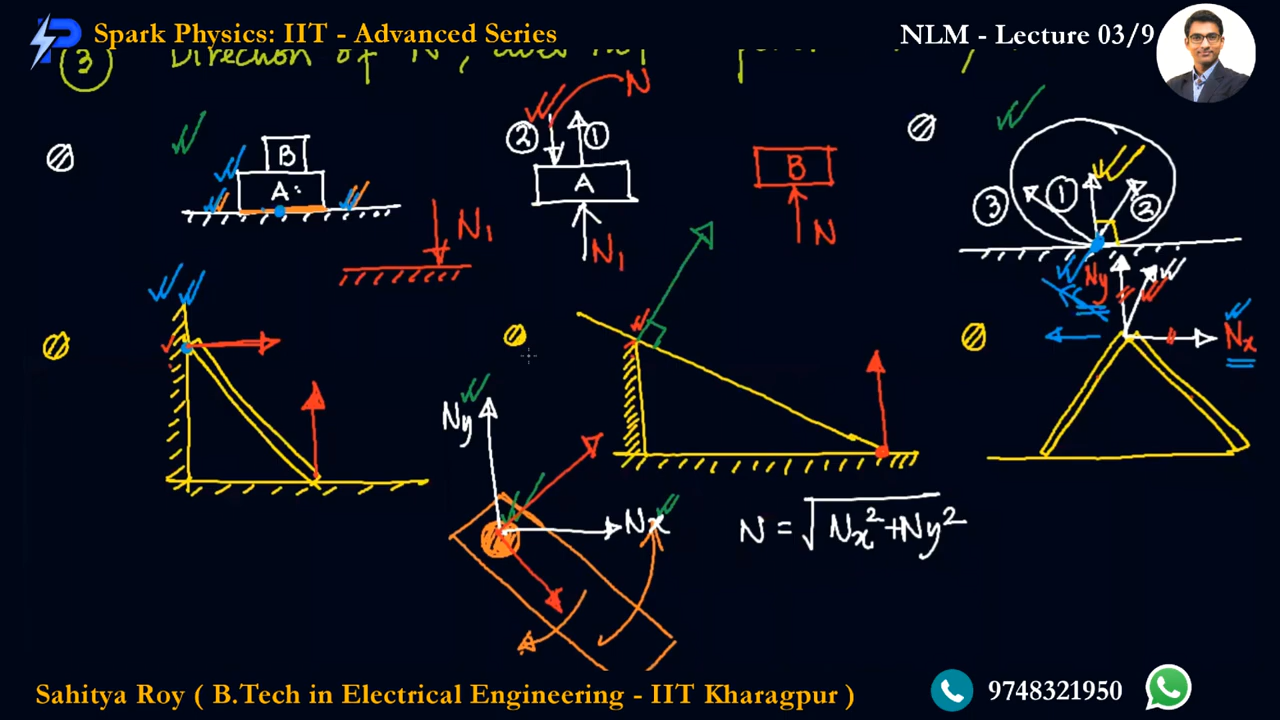 Spark Physics: IIT - Advanced Series
NLM - Lecture 03/9
③ Direction of N,
N
② ①
B
A
A
N₁
N₁
B
N
③ ① ②
Ny
Nx
Ny
Nx
N = √Nx²+Ny²
Sahitya Roy ( B.Tech in Electrical Engineering - IIT Kharagpur )
9748321950